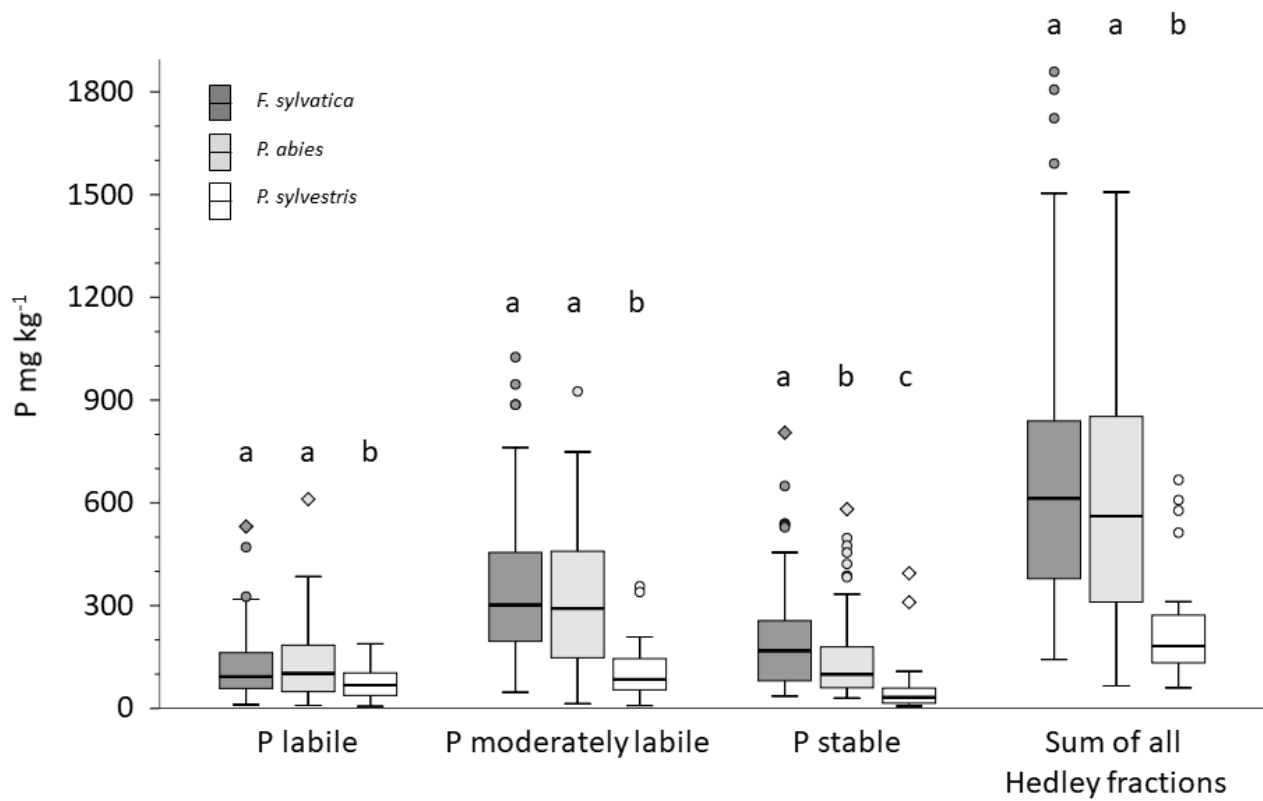 a a b
1800
F. sylvatica
P. abies
P. sylvestris
1500
1200
a a b
P mg kg⁻¹
900
a b c
a a b
600
300
0
P labile
P moderately labile
P stable
Sum of all
Hedley fractions